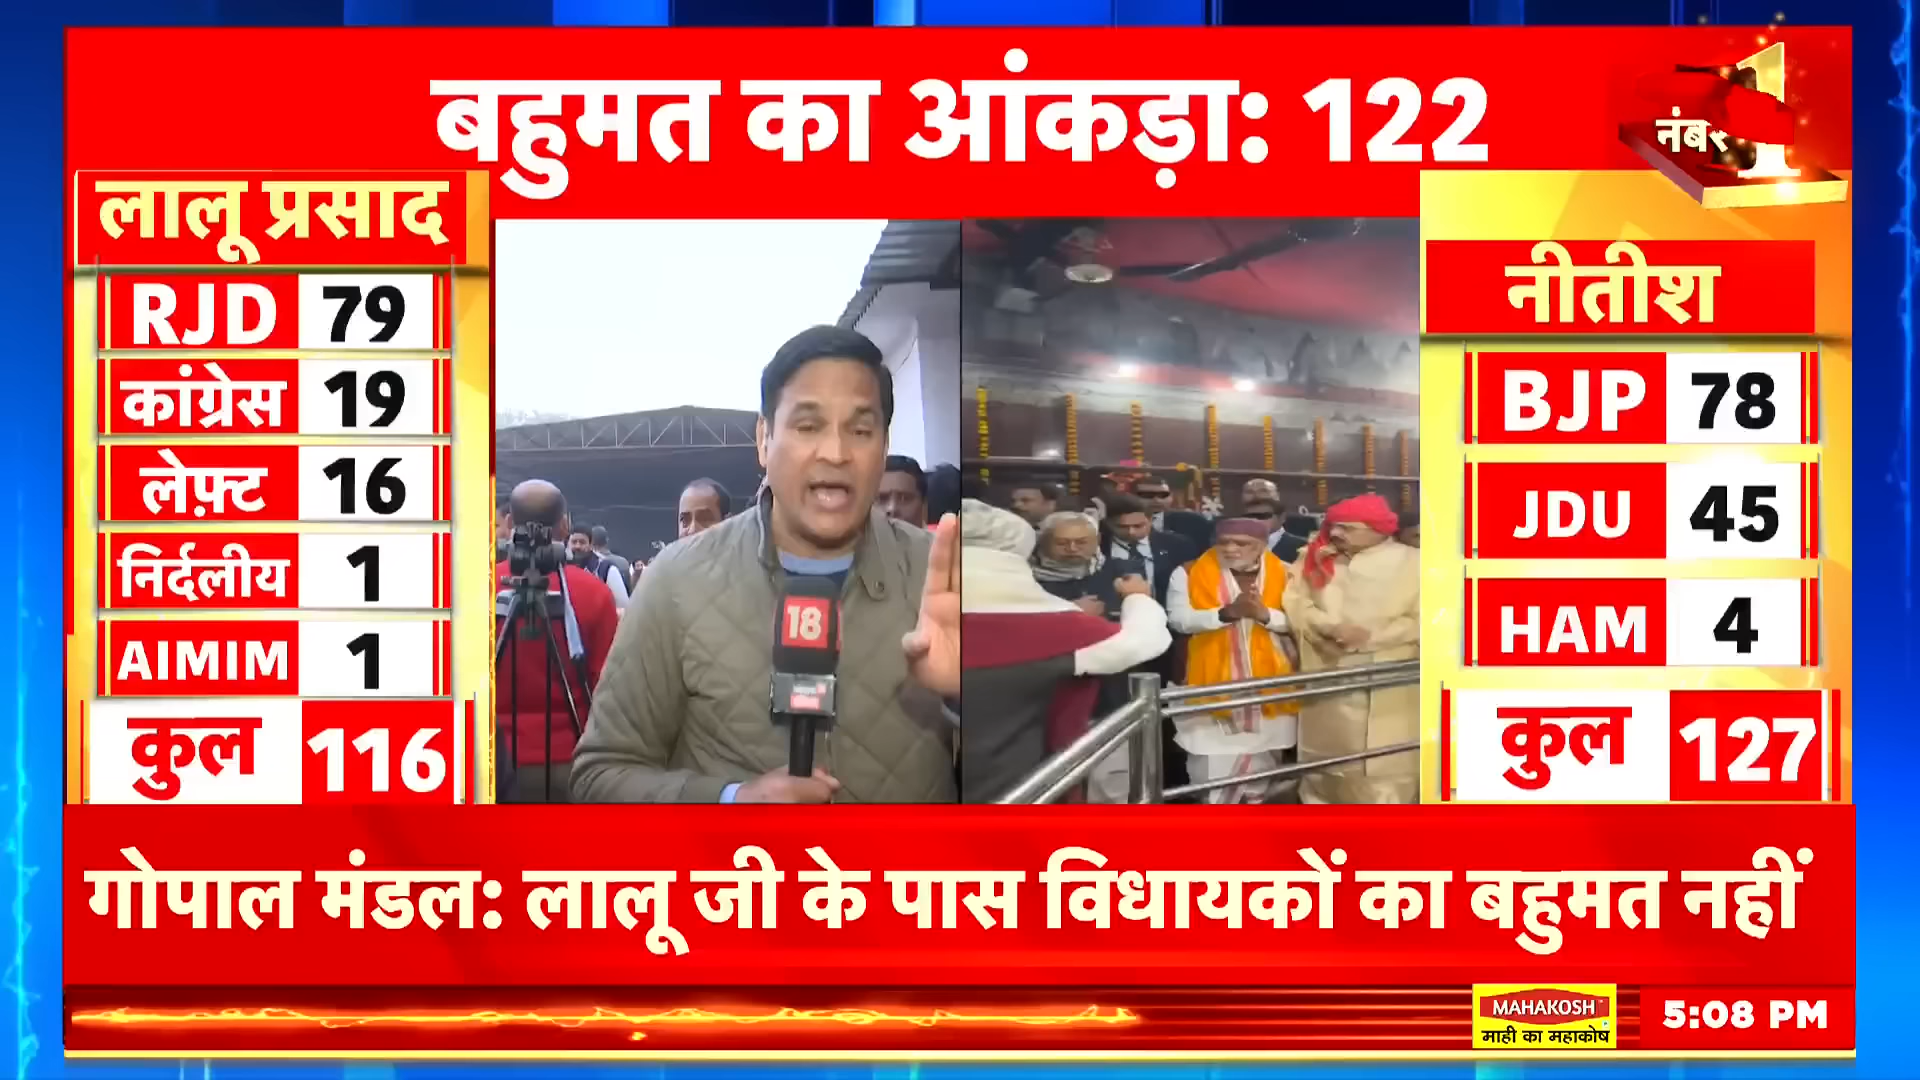 बहुमत का आंकड़ा: 122
नंबर 1
लालू प्रसाद
RJD 79
कांग्रेस 19
लेफ़्ट 16
निर्दलीय 1
AIMIM 1
कुल 116
18
नीतीश
BJP 78
JDU 45
HAM 4
कुल 127
गोपाल मंडल: लालू जी के पास विधायकों का बहुमत नहीं
MAHAKOSH
माही का महाकोष
5:08 PM